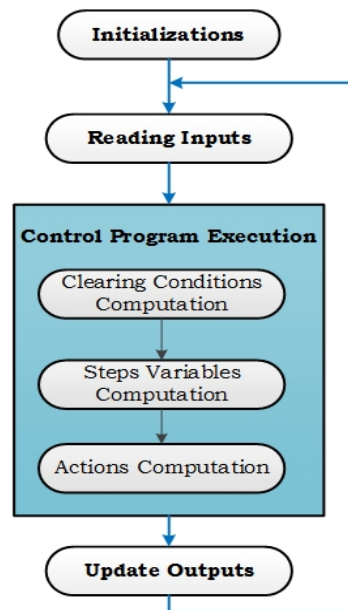 Initializations
Reading Inputs
Control Program Execution
Clearing Conditions
Computation
Steps Variables
Computation
Actions Computation
Update Outputs